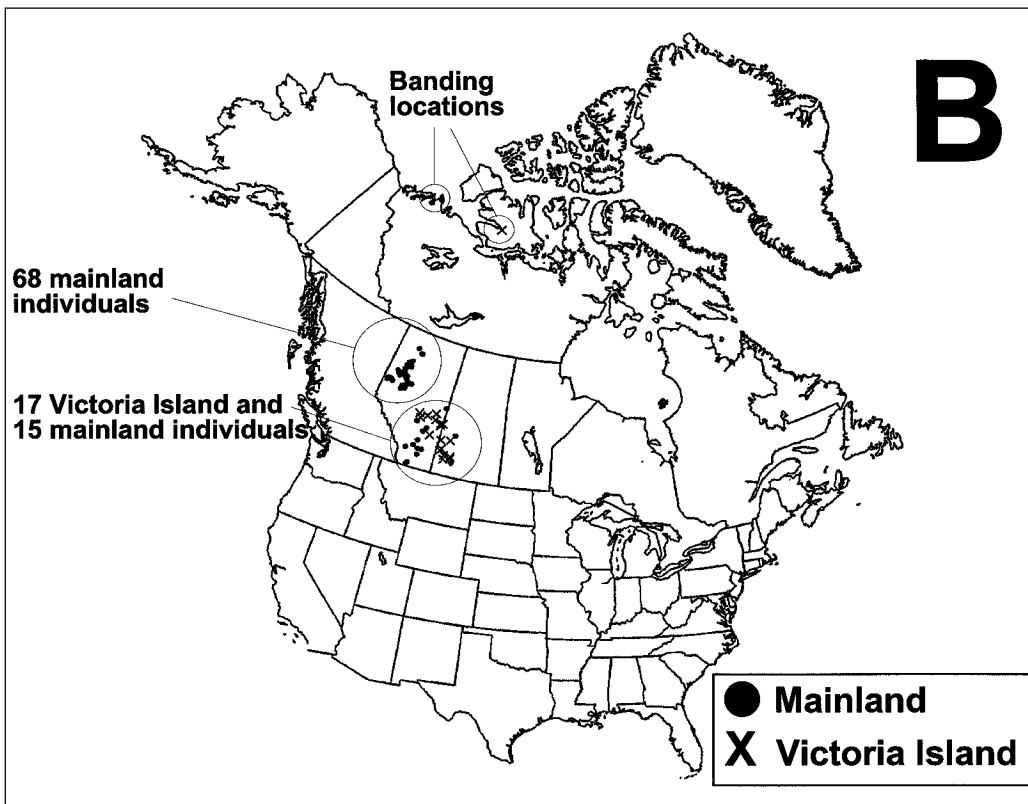 Banding
locations
B
68 mainland
individuals
17 Victoria Island and
15 mainland individuals
Mainland
X Victoria Island